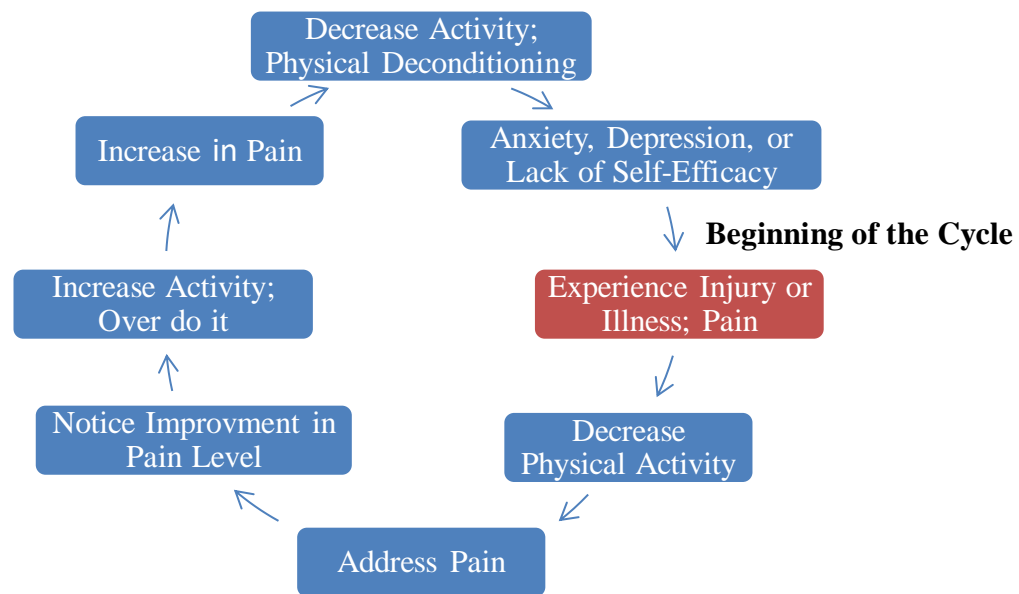 Decrease Activity;
Physical Deconditioning
Anxiety, Depression, or
Lack of Self-Efficacy
Beginning of the Cycle
Experience Injury or
Illness; Pain
Decrease
Physical Activity
Address Pain
Notice Improvment in
Pain Level
Increase Activity;
Over do it
Increase in Pain